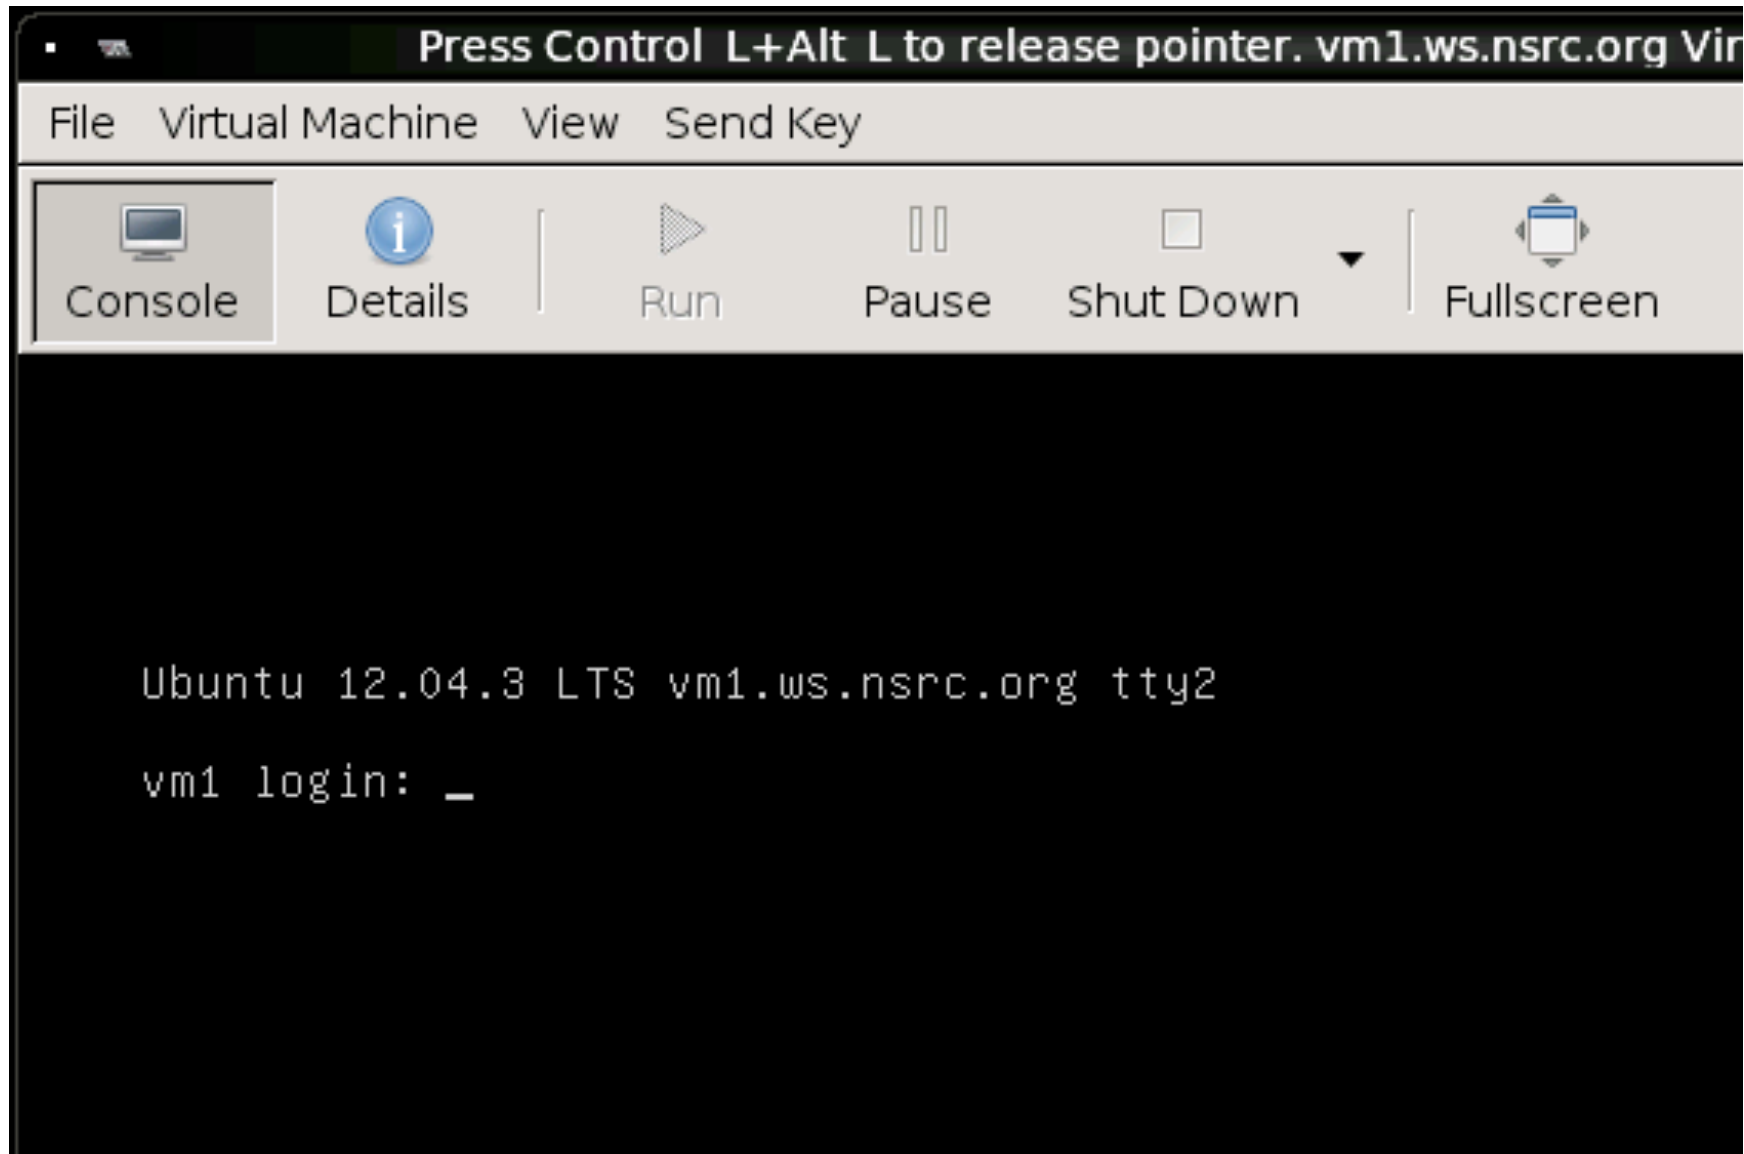 Press Control_L+Alt_L to release pointer. vm1.ws.nsrc.org Vir
File Virtual Machine View Send Key
Console Details Run Pause Shut Down Fullscreen
Ubuntu 12.04.3 LTS vm1.ws.nsrc.org tty2
vm1 login: _